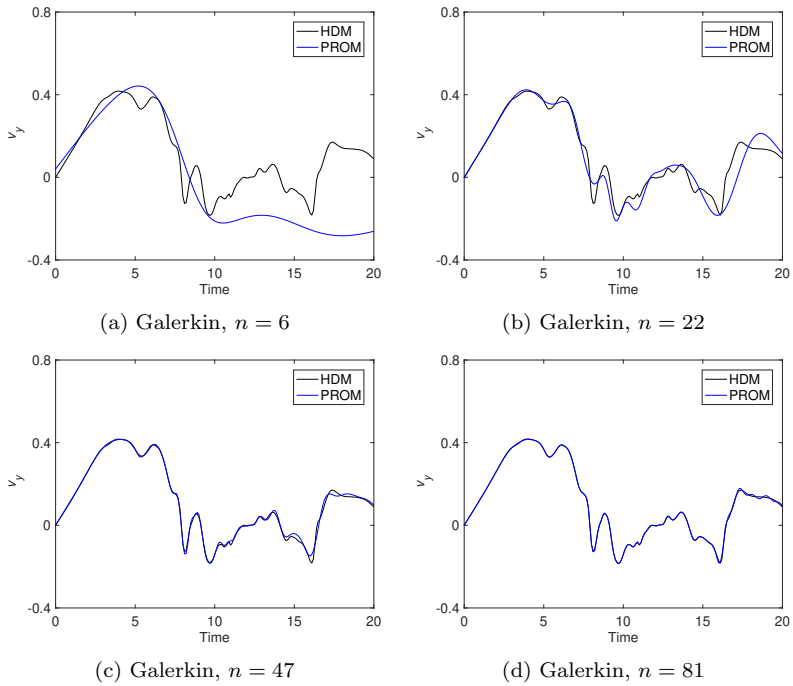 0.8
HDM
PROM
0.4
v_y
0
-0.4
0 5 10 15 20
Time
(a) Galerkin, n = 6
0.8
HDM
PROM
0.4
v_y
0
-0.4
0 5 10 15 20
Time
(b) Galerkin, n = 22
0.8
HDM
PROM
0.4
v_y
0
-0.4
0 5 10 15 20
Time
(c) Galerkin, n = 47
0.8
HDM
PROM
0.4
v_y
0
-0.4
0 5 10 15 20
Time
(d) Galerkin, n = 81